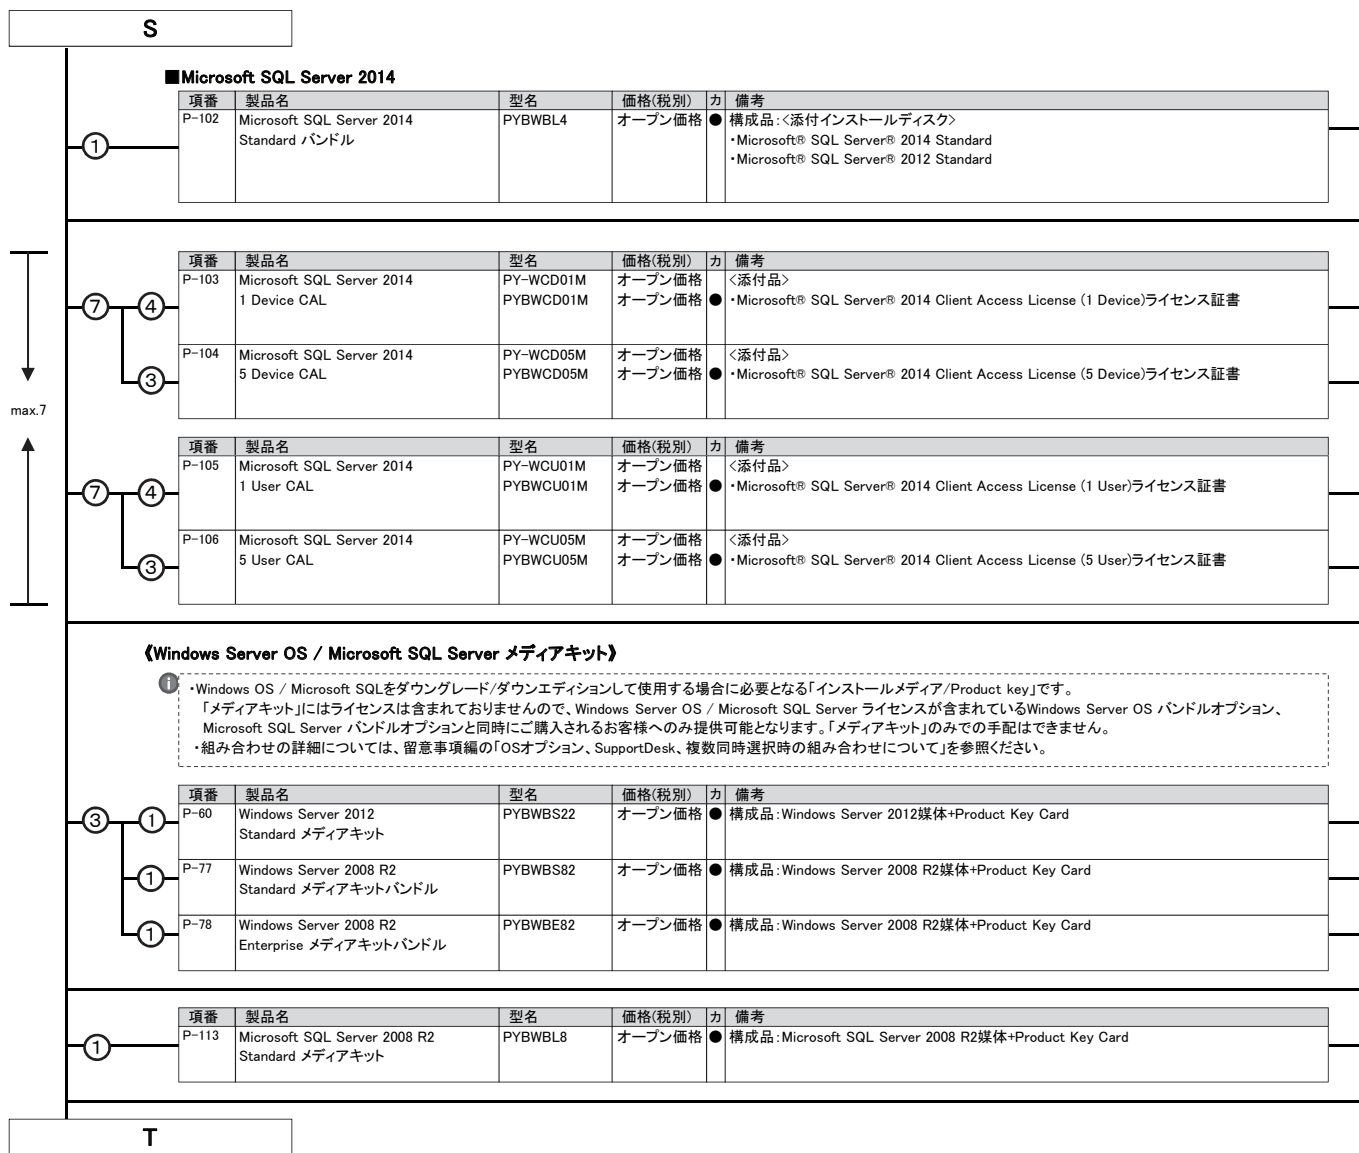 S
■Microsoft SQL Server 2014
項番 製品名 型名 価格(税別) カ 備考
P-102 Microsoft SQL Server 2014 PYBWBL4 オープン価格 ● 構成品:<添付インストールディスク>
Standard バンドル ・Microsoft® SQL Server® 2014 Standard
・Microsoft® SQL Server® 2012 Standard
①
項番 製品名 型名 価格(税別) カ 備考
P-103 Microsoft SQL Server 2014 PY-WCD01M オープン価格 <添付品>
⑦ ④ 1 Device CAL PYBWCD01M オープン価格 ● ・Microsoft® SQL Server® 2014 Client Access License (1 Device)ライセンス証書
P-104 Microsoft SQL Server 2014 PY-WCD05M オープン価格 <添付品>
③ 5 Device CAL PYBWCD05M オープン価格 ● ・Microsoft® SQL Server® 2014 Client Access License (5 Device)ライセンス証書
max.7
項番 製品名 型名 価格(税別) カ 備考
P-105 Microsoft SQL Server 2014 PY-WCU01M オープン価格 <添付品>
⑦ ④ 1 User CAL PYBWCU01M オープン価格 ● ・Microsoft® SQL Server® 2014 Client Access License (1 User)ライセンス証書
P-106 Microsoft SQL Server 2014 PY-WCU05M オープン価格 <添付品>
③ 5 User CAL PYBWCU05M オープン価格 ● ・Microsoft® SQL Server® 2014 Client Access License (5 User)ライセンス証書
《Windows Server OS / Microsoft SQL Server メディアキット》
i ・Windows OS / Microsoft SQLをダウングレード/ダウンエディションして使用する場合に必要となる「インストールメディア/Product key」です。
「メディアキット」にはライセンスは含まれておりませんので、Windows Server OS / Microsoft SQL Server ライセンスが含まれているWindows Server OS バンドルオプション、
Microsoft SQL Server バンドルオプションと同時にご購入されるお客様へのみ提供可能となります。「メディアキット」のみでの手配はできません。
・組み合わせの詳細については、留意事項編の「OSオプション、SupportDesk、複数同時選択時の組み合わせについて」を参照ください。
項番 製品名 型名 価格(税別) カ 備考
③ ① P-60 Windows Server 2012 PYBWBS22 オープン価格 ● 構成品:Windows Server 2012媒体+Product Key Card
Standard メディアキット
① P-77 Windows Server 2008 R2 PYBWBS82 オープン価格 ● 構成品:Windows Server 2008 R2媒体+Product Key Card
Standard メディアキットバンドル
① P-78 Windows Server 2008 R2 PYBWBE82 オープン価格 ● 構成品:Windows Server 2008 R2媒体+Product Key Card
Enterprise メディアキットバンドル
項番 製品名 型名 価格(税別) カ 備考
① P-113 Microsoft SQL Server 2008 R2 PYBWBL8 オープン価格 ● 構成品:Microsoft SQL Server 2008 R2媒体+Product Key Card
Standard メディアキット
T